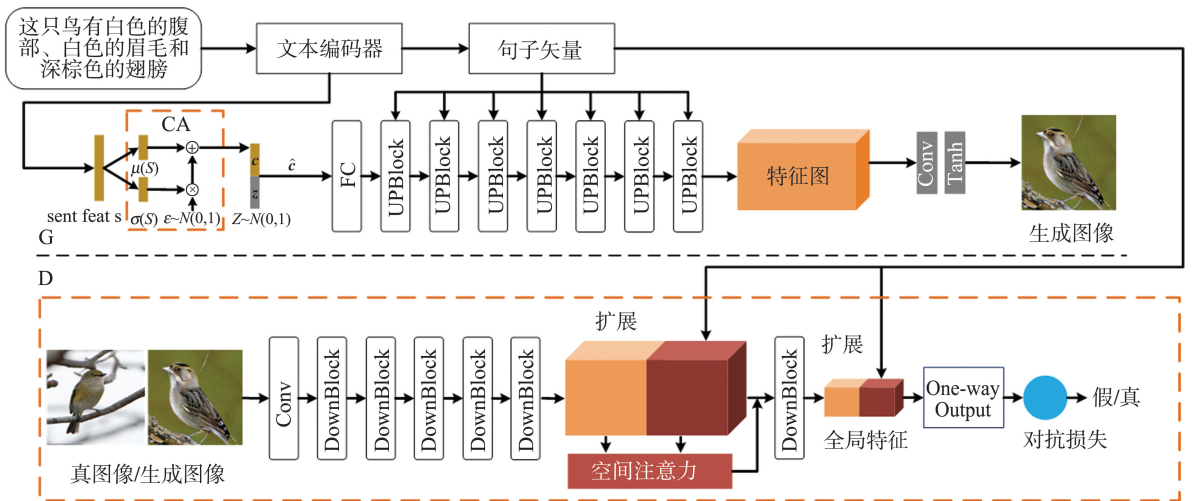 这只鸟有白色的腹
部、白色的眉毛和
深棕色的翅膀
文本编码器
句子矢量
CA
μ(S)
σ(S)
sent feat s
ε~N(0,1)
c
z
Z~N(0,1)
ĉ
FC
UPBlock
UPBlock
UPBlock
UPBlock
UPBlock
UPBlock
UPBlock
特征图
Conv
Tanh
生成图像
G
D
真图像/生成图像
Conv
DownBlock
DownBlock
DownBlock
DownBlock
DownBlock
扩展
空间注意力
DownBlock
扩展
全局特征
One-way
Output
对抗损失
假/真